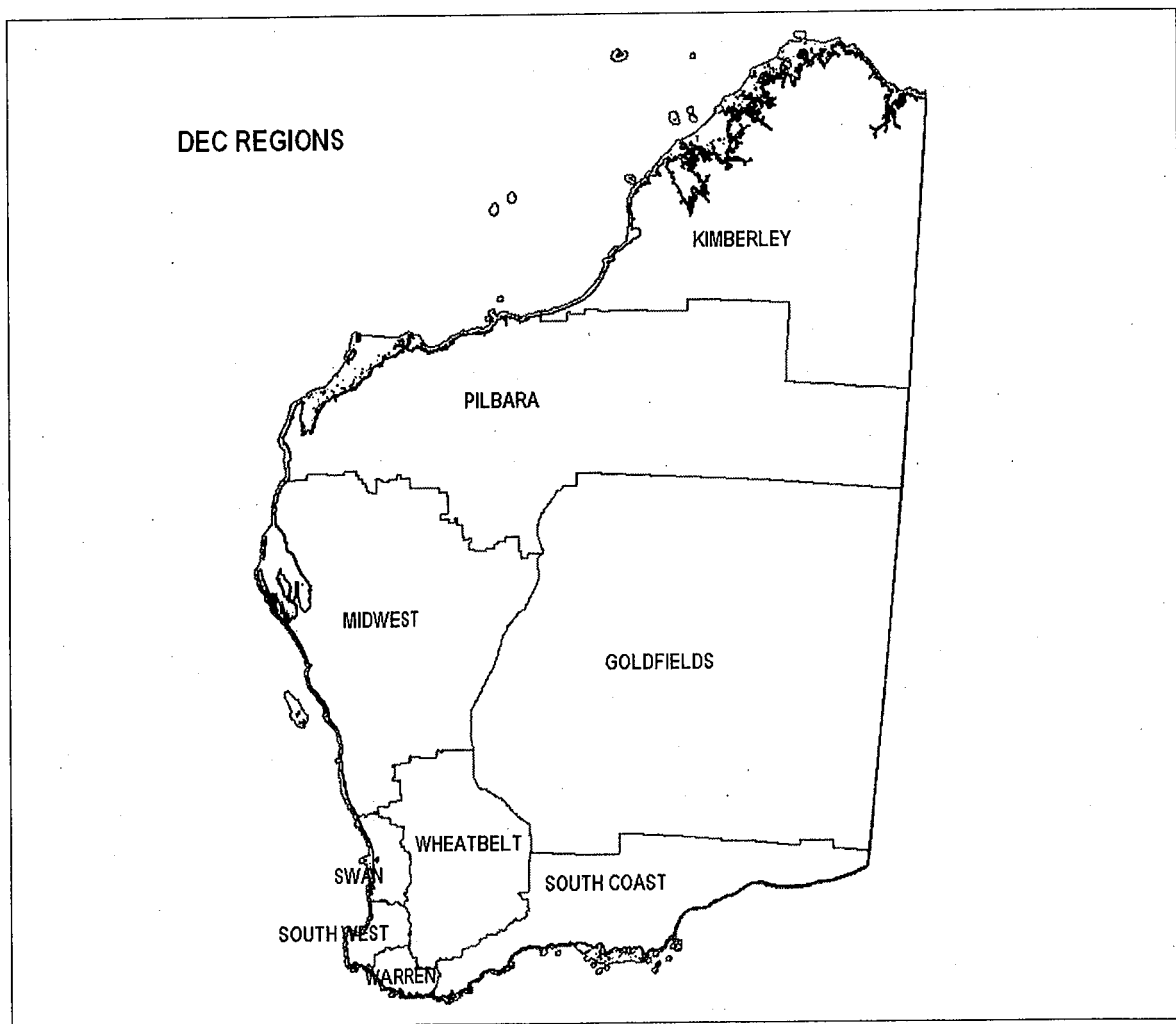 DEC REGIONS
KIMBERLEY
PILBARA
MIDWEST
GOLDFIELDS
WHEATBELT
SWAN
SOUTH COAST
SOUTH WEST
WARREN